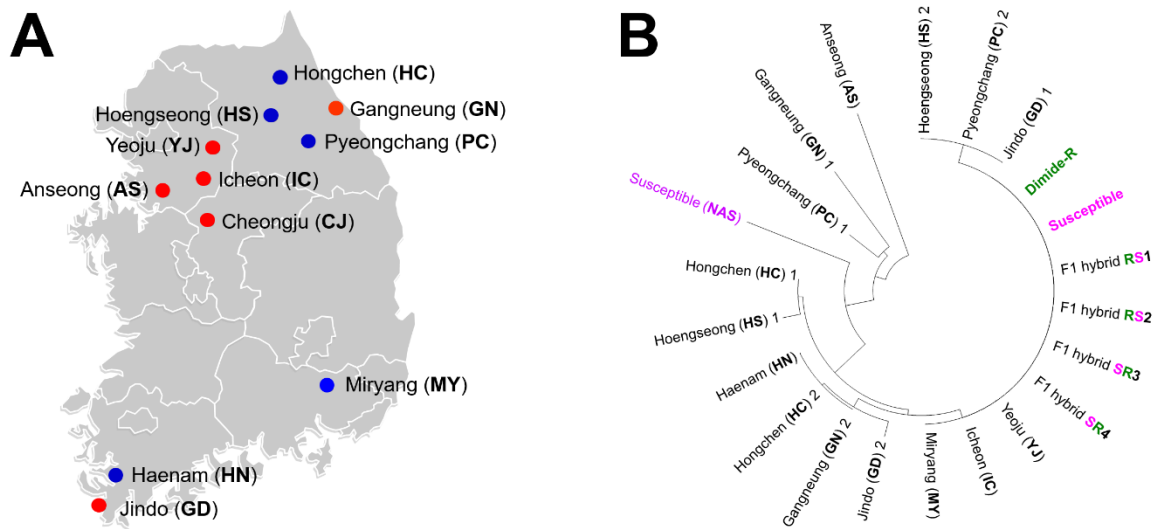 A
Hongchen (HC)
Gangneung (GN)
Hoengseong (HS)
Pyeongchang (PC)
Yeoju (YJ)
Icheon (IC)
Anseong (AS)
Cheongju (CJ)
Miryang (MY)
Haenam (HN)
Jindo (GD)
B
Hoengseong (HS) 2
Pyeongchang (PC) 2
Jindo (GD) 1
Dimide-R
Susceptible
F1 hybrid RS1
F1 hybrid RS2
F1 hybrid SR3
F1 hybrid SR4
Yeoju (YJ)
Icheon (IC)
Miryang (MY)
Jindo (GD) 2
Gangneung (GN) 2
Hongchen (HC) 2
Haenam (HN)
Hoengseong (HS) 1
Hongchen (HC) 1
Susceptible (NAS)
Pyeongchang (PC) 1
Gangneung (GN) 1
Anseong (AS)